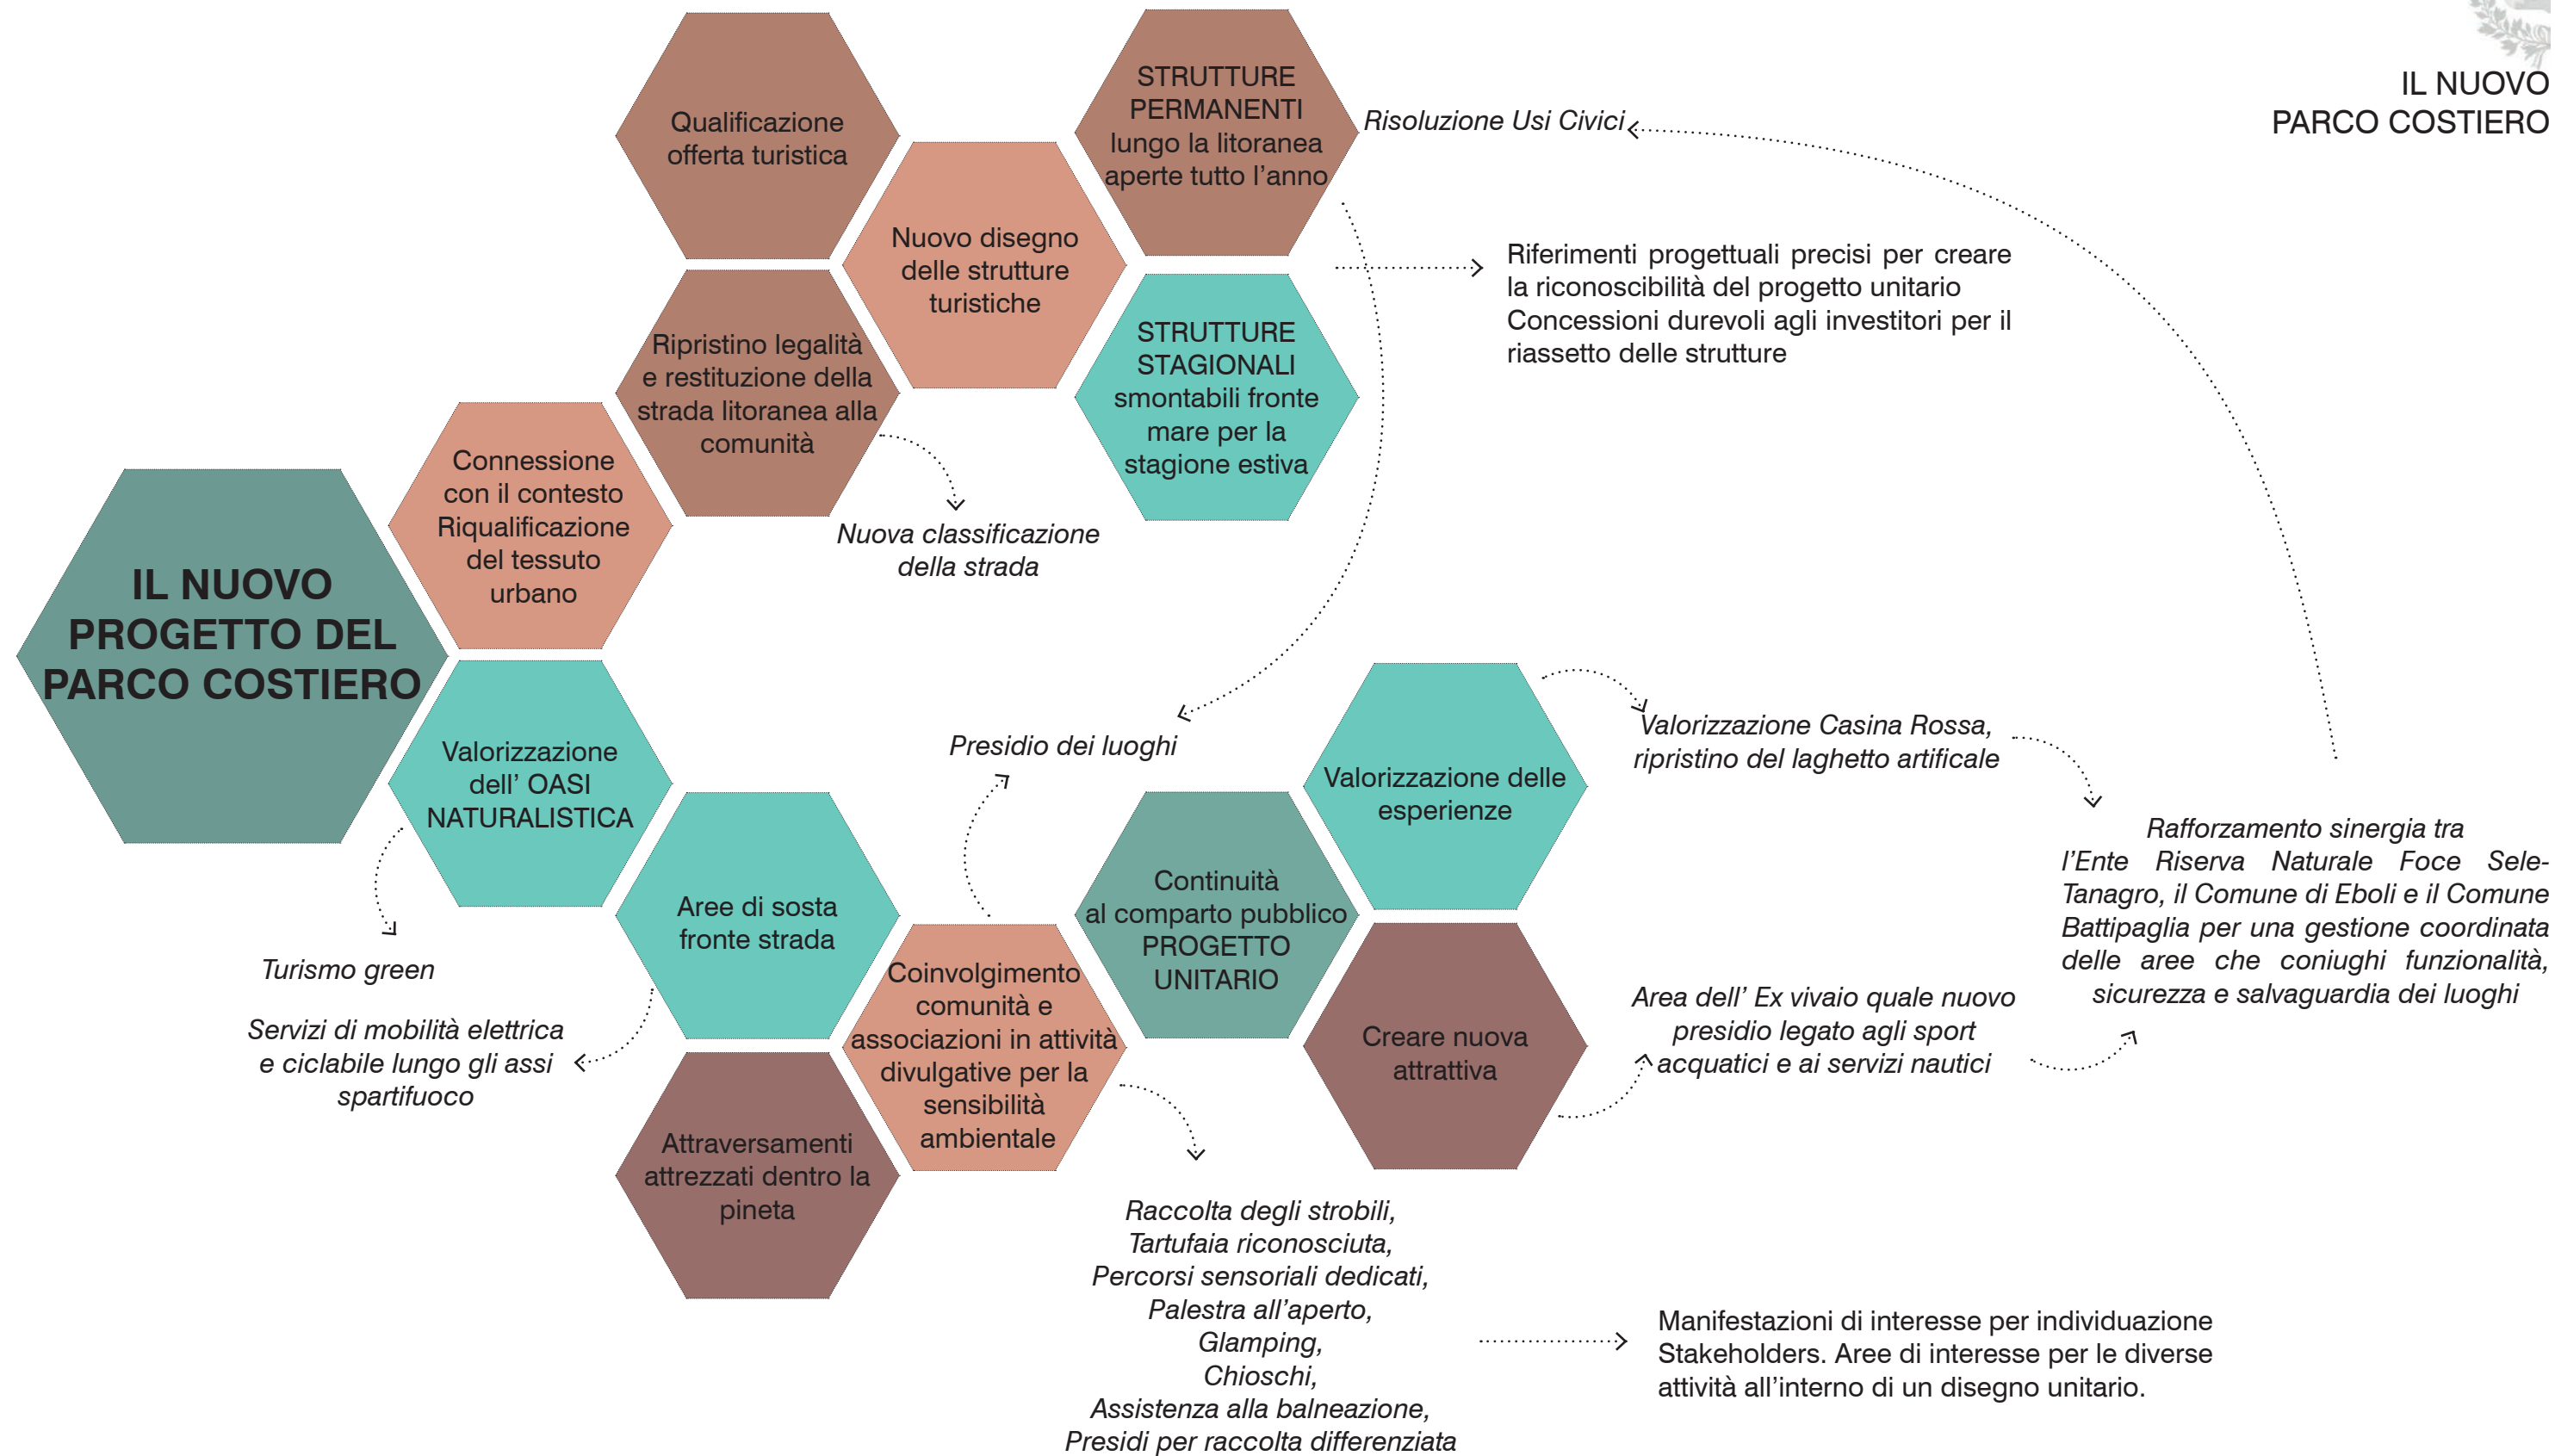 IL NUOVO
PARCO COSTIERO
Qualificazione
offerta turistica
STRUTTURE
PERMANENTI
lungo la litoranea
aperte tutto l’anno
Risoluzione Usi Civici
Nuovo disegno
delle strutture
turistiche
Riferimenti progettuali precisi per creare
la riconoscibilità del progetto unitario
Concessioni durevoli agli investitori per il
riassetto delle strutture
Ripristino legalità
e restituzione della
strada litoranea alla
comunità
STRUTTURE
STAGIONALI
smontabili fronte
mare per la
stagione estiva
Connessione
con il contesto
Riqualificazione
del tessuto
urbano
Nuova classificazione
della strada
IL NUOVO
PROGETTO DEL
PARCO COSTIERO
Valorizzazione
dell’ OASI
NATURALISTICA
Presidio dei luoghi
Valorizzazione delle
esperienze
Valorizzazione Casina Rossa,
ripristino del laghetto artificale
Rafforzamento sinergia tra
l’Ente Riserva Naturale Foce Sele-
Tanagro, il Comune di Eboli e il Comune
Battipaglia per una gestione coordinata
delle aree che coniughi funzionalità,
sicurezza e salvaguardia dei luoghi
Aree di sosta
fronte strada
Continuità
al comparto pubblico
PROGETTO
UNITARIO
Turismo green
Servizi di mobilità elettrica
e ciclabile lungo gli assi
spartifuoco
Coinvolgimento
comunità e
associazioni in attività
divulgative per la
sensibilità
ambientale
Creare nuova
attrattiva
Area dell’ Ex vivaio quale nuovo
presidio legato agli sport
acquatici e ai servizi nautici
Attraversamenti
attrezzati dentro la
pineta
Raccolta degli strobili,
Tartufaia riconosciuta,
Percorsi sensoriali dedicati,
Palestra all’aperto,
Glamping,
Chioschi,
Assistenza alla balneazione,
Presidi per raccolta differenziata
Manifestazioni di interesse per individuazione
Stakeholders. Aree di interesse per le diverse
attività all’interno di un disegno unitario.